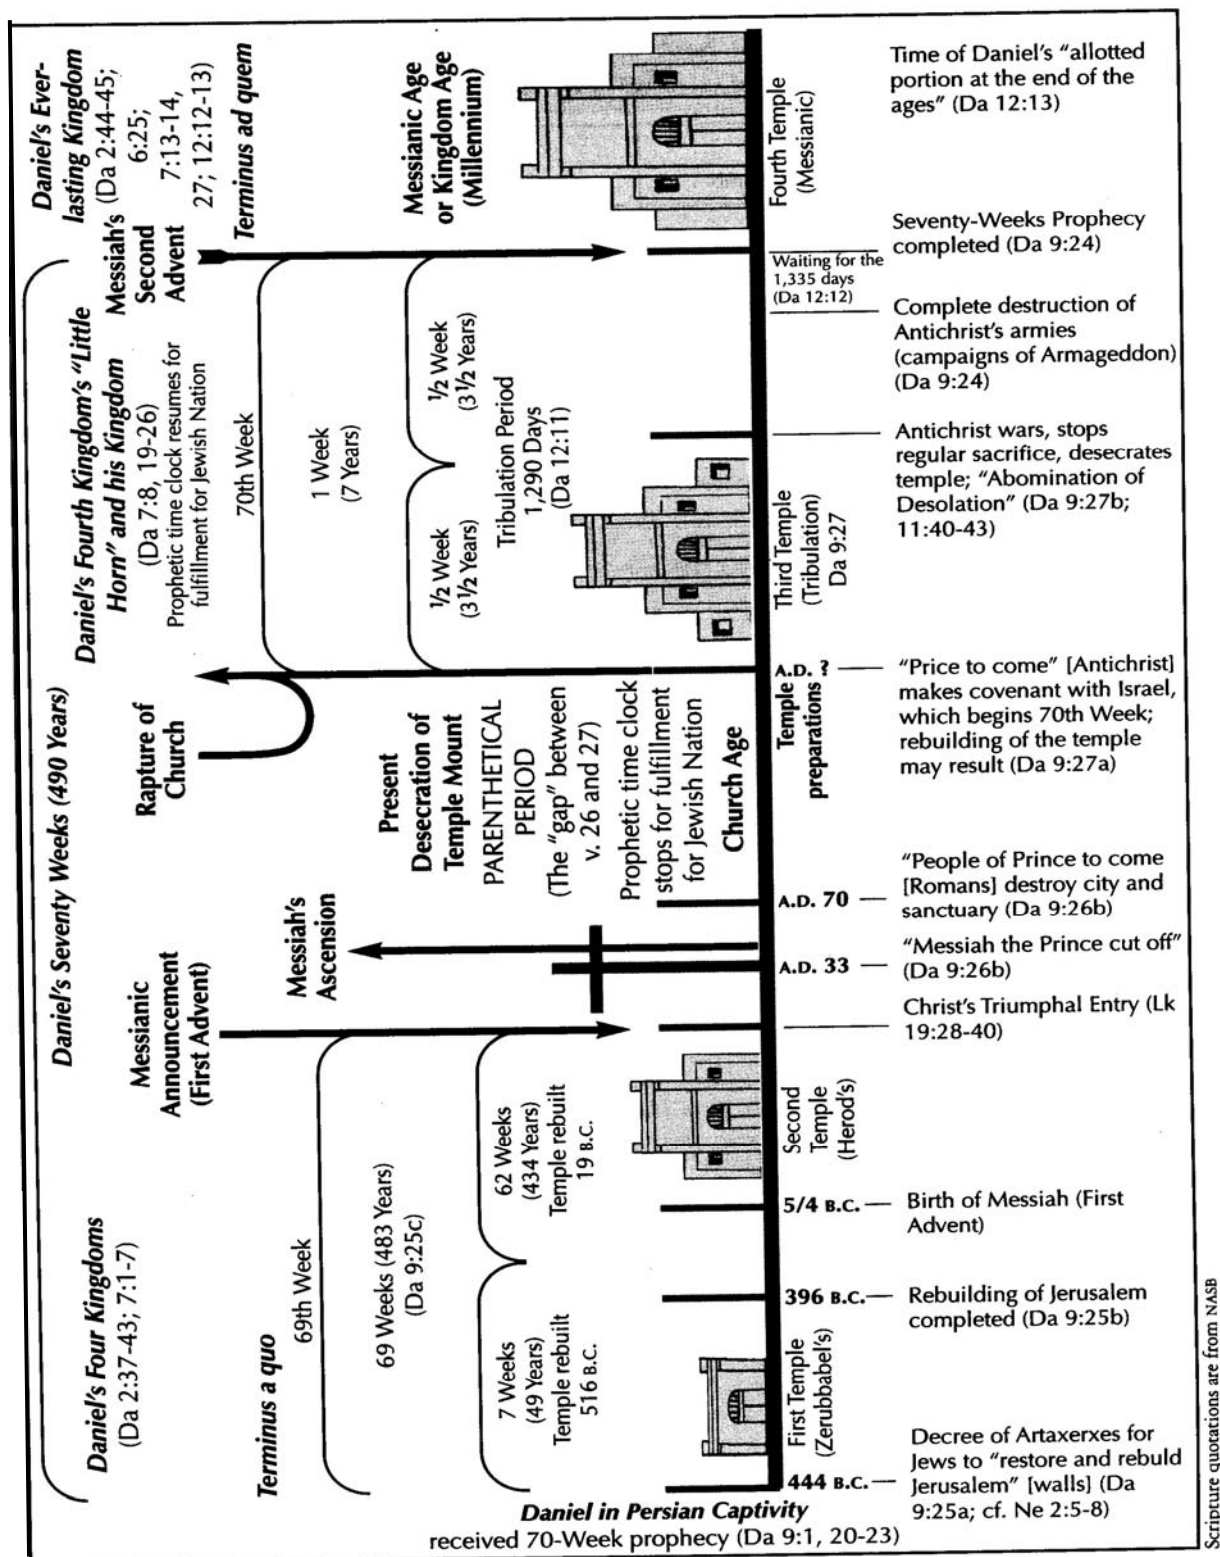 Daniel's Ever-
lasting Kingdom
(Da 2:44-45;
6:25;
7:13-14,
27; 12:12-13)
Terminus ad quem
Messianic Age
or Kingdom Age
(Millennium)
Fourth Temple
(Messianic)
Time of Daniel's "allotted
portion at the end of the
ages" (Da 12:13)
Messiah's
Second
Advent
Seventy-Weeks Prophecy
completed (Da 9:24)
Waiting for the
1,335 days
(Da 12:12)
Complete destruction of
Antichrist's armies
(campaigns of Armageddon)
(Da 9:24)
Daniel's Fourth Kingdom's "Little
Horn" and his Kingdom
(Da 7:8, 19-26)
Prophetic time clock resumes for
fulfillment for Jewish Nation
70th Week
1 Week
(7 Years)
1/2 Week
(3 1/2 Years)
1/2 Week
(3 1/2 Years)
Tribulation Period
1,290 Days
(Da 12:11)
Third Temple
(Tribulation)
Da 9:27
Antichrist wars, stops
regular sacrifice, desecrates
temple; "Abomination of
Desolation" (Da 9:27b;
11:40-43)
Daniel's Seventy Weeks (490 Years)
Rapture of
Church
Present
Desecration of
Temple Mount
PARENTHETICAL
PERIOD
(The "gap" between
v. 26 and 27)
Prophetic time clock
stops for fulfillment
for Jewish Nation
Church Age
A.D. ?
Temple
preparations
"Price to come" [Antichrist]
makes covenant with Israel,
which begins 70th Week;
rebuilding of the temple
may result (Da 9:27a)
A.D. 70
"People of Prince to come
[Romans] destroy city and
sanctuary (Da 9:26b)
Messiah's
Ascension
A.D. 33
"Messiah the Prince cut off"
(Da 9:26b)
Messianic
Announcement
(First Advent)
Christ's Triumphal Entry (Lk
19:28-40)
Daniel's Four Kingdoms
(Da 2:37-43; 7:1-7)
Terminus a quo
69th Week
69 Weeks (483 Years)
(Da 9:25c)
62 Weeks
(434 Years)
Temple rebuilt
19 B.C.
7 Weeks
(49 Years)
Temple rebuilt
516 B.C.
Second
Temple
(Herod's)
5/4 B.C.
Birth of Messiah (First
Advent)
396 B.C.
Rebuilding of Jerusalem
completed (Da 9:25b)
First Temple
(Zerubbabel's)
444 B.C.
Decree of Artaxerxes for
Jews to "restore and rebuld
Jerusalem" [walls] (Da
9:25a; cf. Ne 2:5-8)
Daniel in Persian Captivity
received 70-Week prophecy (Da 9:1, 20-23)
Scripture quotations are from NASB